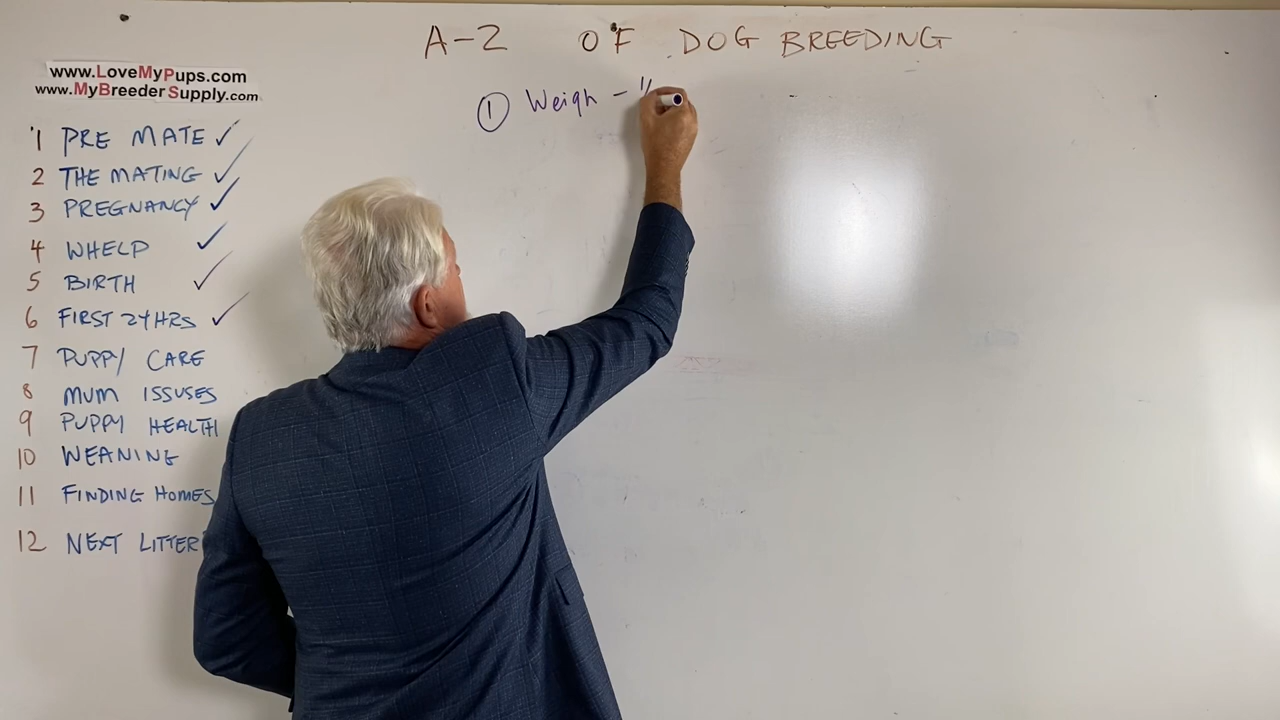 A-Z OF DOG BREEDING
www.LoveMyPups.com
www.MyBreederSupply.com
1 PRE MATE ✓
2 THE MATING ✓
3 PREGNANCY ✓
4 WHELP ✓
5 BIRTH ✓
6 FIRST 24HRS ✓
7 PUPPY CARE
8 MUM ISSUSES
9 PUPPY HEALTH
10 WEANING
11 FINDING HOMES
12 NEXT LITTER
① Weigh -